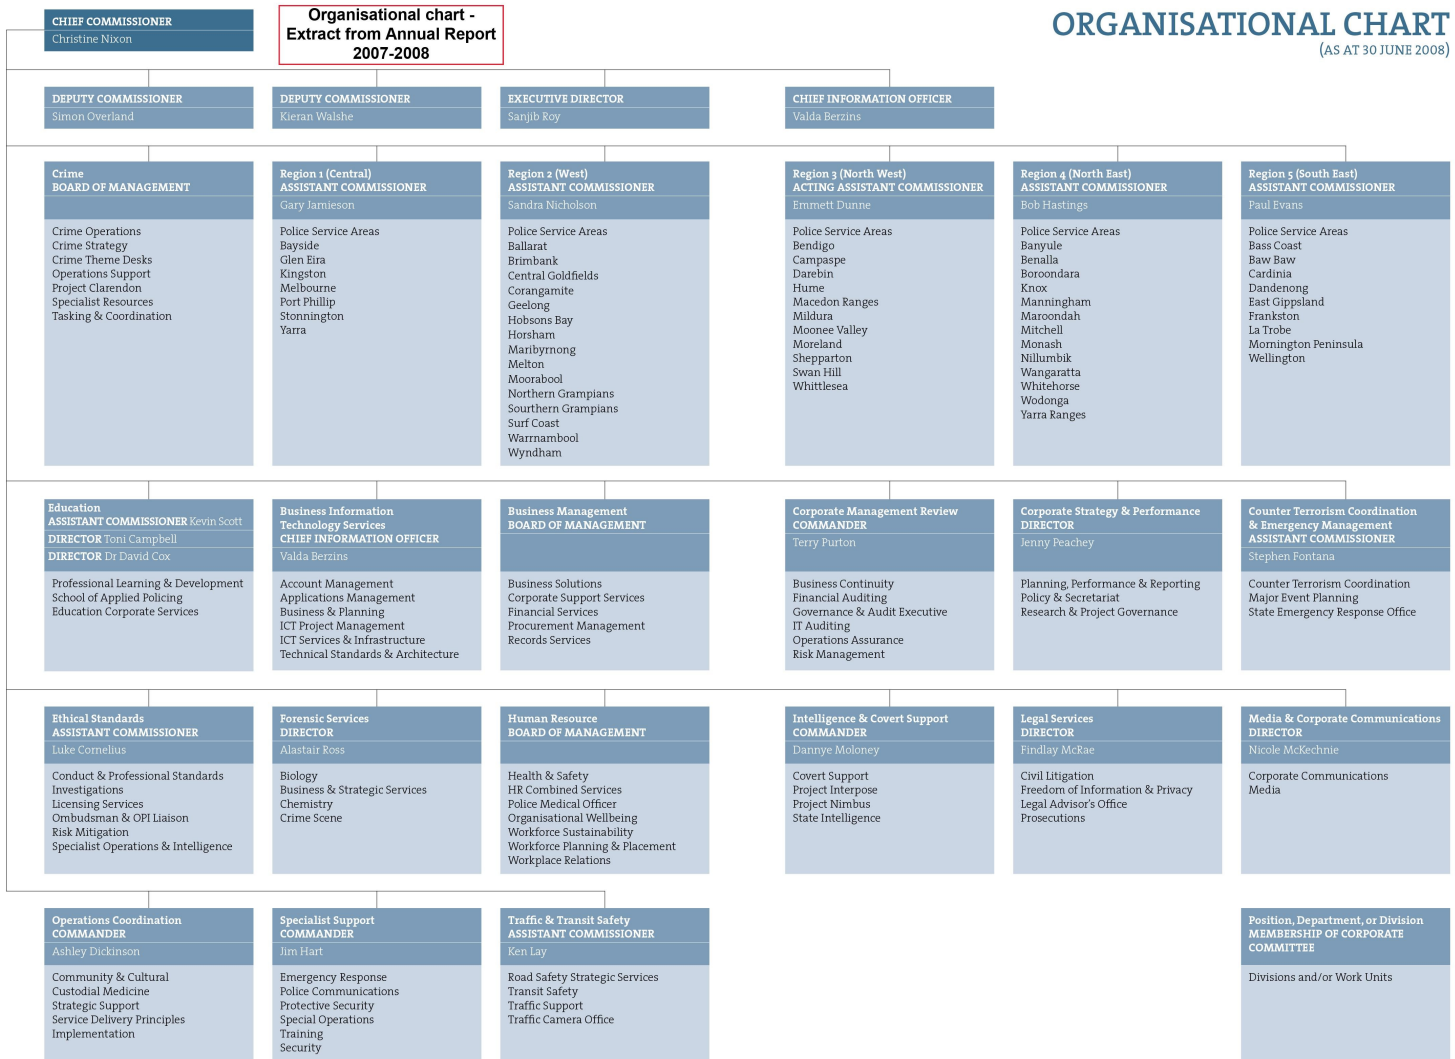 CHIEF COMMISSIONER
Christine Nixon
Organisational chart -
Extract from Annual Report
2007-2008
ORGANISATIONAL CHART
(AS AT 30 JUNE 2008)
DEPUTY COMMISSIONER
Simon Overland
DEPUTY COMMISSIONER
Kieran Walshe
EXECUTIVE DIRECTOR
Sanjib Roy
CHIEF INFORMATION OFFICER
Valda Berzins
Crime
BOARD OF MANAGEMENT
Crime Operations
Crime Strategy
Crime Theme Desks
Operations Support
Project Clarendon
Specialist Resources
Tasking & Coordination
Region 1 (Central)
ASSISTANT COMMISSIONER
Gary Jamieson
Police Service Areas
Bayside
Glen Eira
Kingston
Melbourne
Port Phillip
Stonnington
Yarra
Region 2 (West)
ASSISTANT COMMISSIONER
Sandra Nicholson
Police Service Areas
Ballarat
Brimbank
Central Goldfields
Corangamite
Geelong
Hobsons Bay
Horsham
Maribyrnong
Melton
Moorabool
Northern Grampians
Sourthern Grampians
Surf Coast
Warrnambool
Wyndham
Region 3 (North West)
ACTING ASSISTANT COMMISSIONER
Emmett Dunne
Police Service Areas
Bendigo
Campaspe
Darebin
Hume
Macedon Ranges
Mildura
Moonee Valley
Moreland
Shepparton
Swan Hill
Whittlesea
Region 4 (North East)
ASSISTANT COMMISSIONER
Bob Hastings
Police Service Areas
Banyule
Benalla
Boroondara
Knox
Manningham
Maroondah
Mitchell
Monash
Nillumbik
Wangaratta
Whitehorse
Wodonga
Yarra Ranges
Region 5 (South East)
ASSISTANT COMMISSIONER
Paul Evans
Police Service Areas
Bass Coast
Baw Baw
Cardinia
Dandenong
East Gippsland
Frankston
La Trobe
Mornington Peninsula
Wellington
Education
ASSISTANT COMMISSIONER Kevin Scott
DIRECTOR Toni Campbell
DIRECTOR Dr David Cox
Professional Learning & Development
School of Applied Policing
Education Corporate Services
Business Information
Technology Services
CHIEF INFORMATION OFFICER
Valda Berzins
Account Management
Applications Management
Business & Planning
ICT Project Management
ICT Services & Infrastructure
Technical Standards & Architecture
Business Management
BOARD OF MANAGEMENT
Business Solutions
Corporate Support Services
Financial Services
Procurement Management
Records Services
Corporate Management Review
COMMANDER
Terry Purton
Business Continuity
Financial Auditing
Governance & Audit Executive
IT Auditing
Operations Assurance
Risk Management
Corporate Strategy & Performance
DIRECTOR
Jenny Peachey
Planning, Performance & Reporting
Policy & Secretariat
Research & Project Governance
Counter Terrorism Coordination
& Emergency Management
ASSISTANT COMMISSIONER
Stephen Fontana
Counter Terrorism Coordination
Major Event Planning
State Emergency Response Office
Ethical Standards
ASSISTANT COMMISSIONER
Luke Cornelius
Conduct & Professional Standards
Investigations
Licensing Services
Ombudsman & OPI Liaison
Risk Mitigation
Specialist Operations & Intelligence
Forensic Services
DIRECTOR
Alastair Ross
Biology
Business & Strategic Services
Chemistry
Crime Scene
Human Resource
BOARD OF MANAGEMENT
Health & Safety
HR Combined Services
Police Medical Officer
Organisational Wellbeing
Workforce Sustainability
Workforce Planning & Placement
Workplace Relations
Intelligence & Covert Support
COMMANDER
Dannye Moloney
Covert Support
Project Interpose
Project Nimbus
State Intelligence
Legal Services
DIRECTOR
Findlay McRae
Civil Litigation
Freedom of Information & Privacy
Legal Advisor's Office
Prosecutions
Media & Corporate Communications
DIRECTOR
Nicole McKechnie
Corporate Communications
Media
Operations Coordination
COMMANDER
Ashley Dickinson
Community & Cultural
Custodial Medicine
Strategic Support
Service Delivery Principles
Implementation
Specialist Support
COMMANDER
Jim Hart
Emergency Response
Police Communications
Protective Security
Special Operations
Training
Security
Traffic & Transit Safety
ASSISTANT COMMISSIONER
Ken Lay
Road Safety Strategic Services
Transit Safety
Traffic Support
Traffic Camera Office
Position, Department, or Division
MEMBERSHIP OF CORPORATE
COMMITTEE
Divisions and/or Work Units